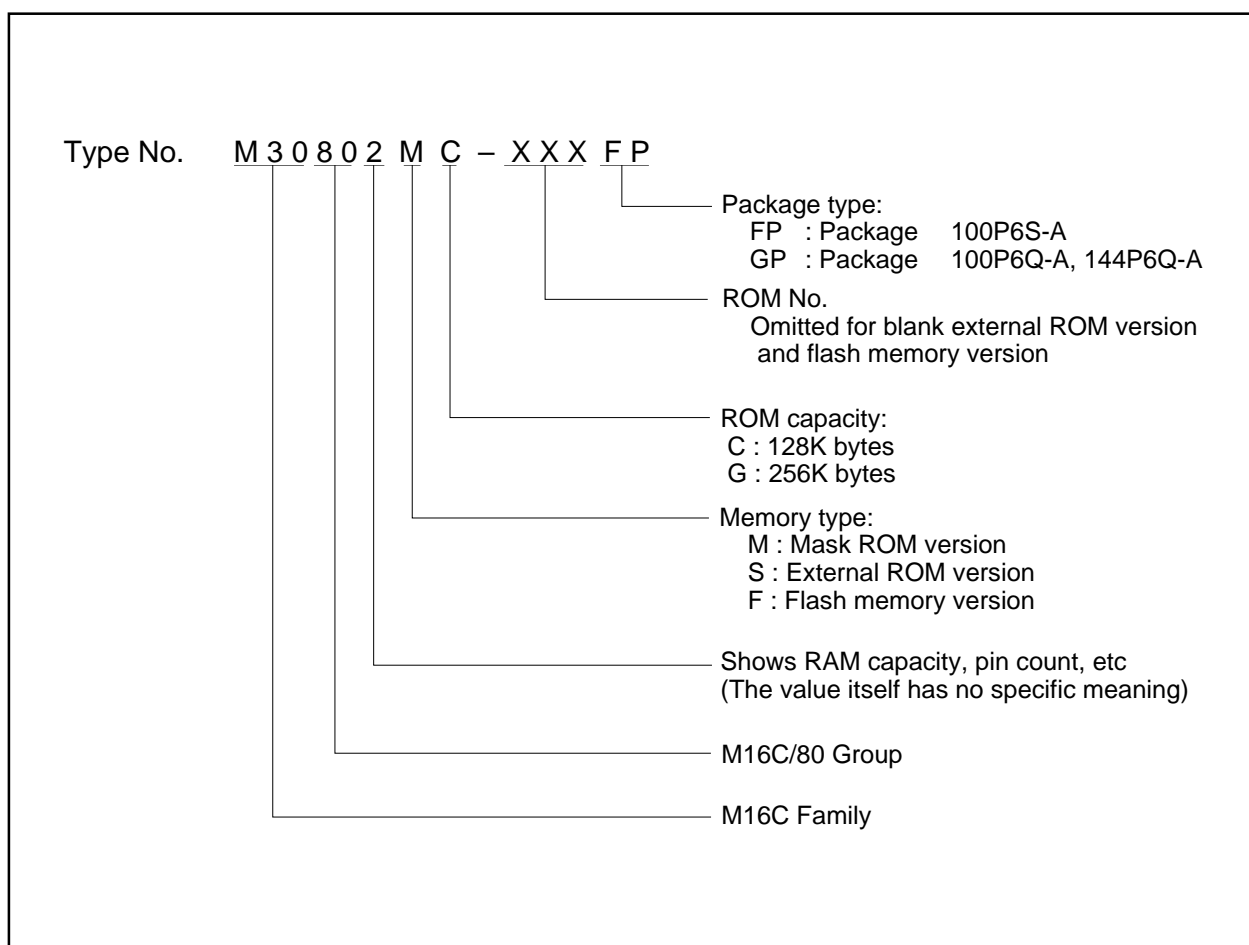 Type No. M 3 0 8 0 2 M C – X X X F P
Package type:
FP : Package 100P6S-A
GP : Package 100P6Q-A, 144P6Q-A
ROM No.
Omitted for blank external ROM version
and flash memory version
ROM capacity:
C : 128K bytes
G : 256K bytes
Memory type:
M : Mask ROM version
S : External ROM version
F : Flash memory version
Shows RAM capacity, pin count, etc
(The value itself has no specific meaning)
M16C/80 Group
M16C Family